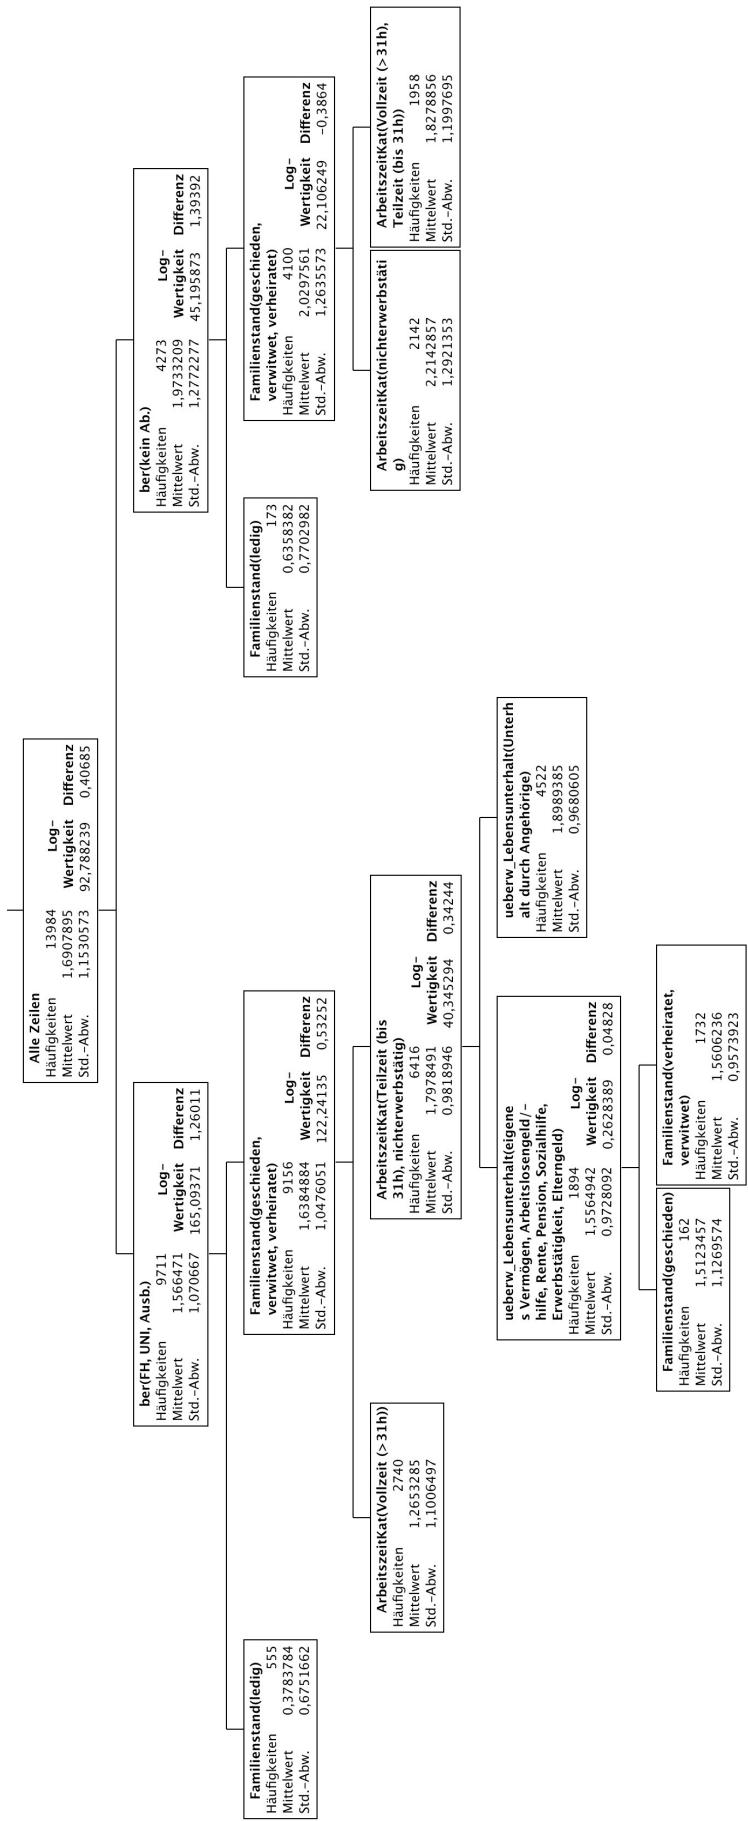 Alle Zeilen
Häufigkeiten 13984 Log-
Mittelwert 1,6907895 Wertigkeit Differenz
Std.-Abw. 1,1530573 92,788239 0,40685
ber(FH, UNI, Ausb.)
Häufigkeiten 9711 Log-
Mittelwert 1,566471 Wertigkeit Differenz
Std.-Abw. 1,070667 165,09371 1,26011
ber(kein Ab.)
Häufigkeiten 4273 Log-
Mittelwert 1,9733209 Wertigkeit Differenz
Std.-Abw. 1,2772277 45,195873 1,39392
Familienstand(ledig)
Häufigkeiten 555
Mittelwert 0,3783784
Std.-Abw. 0,6751662
Familienstand(geschieden,
verwitwet, verheiratet)
Häufigkeiten 9156 Log-
Mittelwert 1,6384884 Wertigkeit Differenz
Std.-Abw. 1,0476051 122,24135 0,53252
Familienstand(ledig)
Häufigkeiten 173
Mittelwert 0,6358382
Std.-Abw. 0,7702982
Familienstand(geschieden,
verwitwet, verheiratet)
Häufigkeiten 4100 Log-
Mittelwert 2,0297561 Wertigkeit Differenz
Std.-Abw. 1,2635573 22,106249 -0,3864
ArbeitszeitKat(Vollzeit (>31h))
Häufigkeiten 2740
Mittelwert 1,2653285
Std.-Abw. 1,1006497
ArbeitszeitKat(Teilzeit (bis
31h), nichterwerbstätig)
Häufigkeiten 6416 Log-
Mittelwert 1,7978491 Wertigkeit Differenz
Std.-Abw. 0,9818946 40,345294 0,34244
ArbeitszeitKat(nichterwerbstäti
g)
Häufigkeiten 2142
Mittelwert 2,2142857
Std.-Abw. 1,2921353
ArbeitszeitKat(Vollzeit (>31h),
Teilzeit (bis 31h))
Häufigkeiten 1958
Mittelwert 1,8278856
Std.-Abw. 1,1997695
ueberw_Lebensunterhalt(eigene
s Vermögen, Arbeitslosengeld/-
hilfe, Rente, Pension, Sozialhilfe,
Erwerbstätigkeit, Elterngeld)
Häufigkeiten 1894 Log-
Mittelwert 1,5564942 Wertigkeit Differenz
Std.-Abw. 0,9728092 0,2628389 0,04828
ueberw_Lebensunterhalt(Unterh
alt durch Angehörige)
Häufigkeiten 4522
Mittelwert 1,8989385
Std.-Abw. 0,9680605
Familienstand(geschieden)
Häufigkeiten 162
Mittelwert 1,5123457
Std.-Abw. 1,1269574
Familienstand(verheiratet,
verwitwet)
Häufigkeiten 1732
Mittelwert 1,5606236
Std.-Abw. 0,9573923